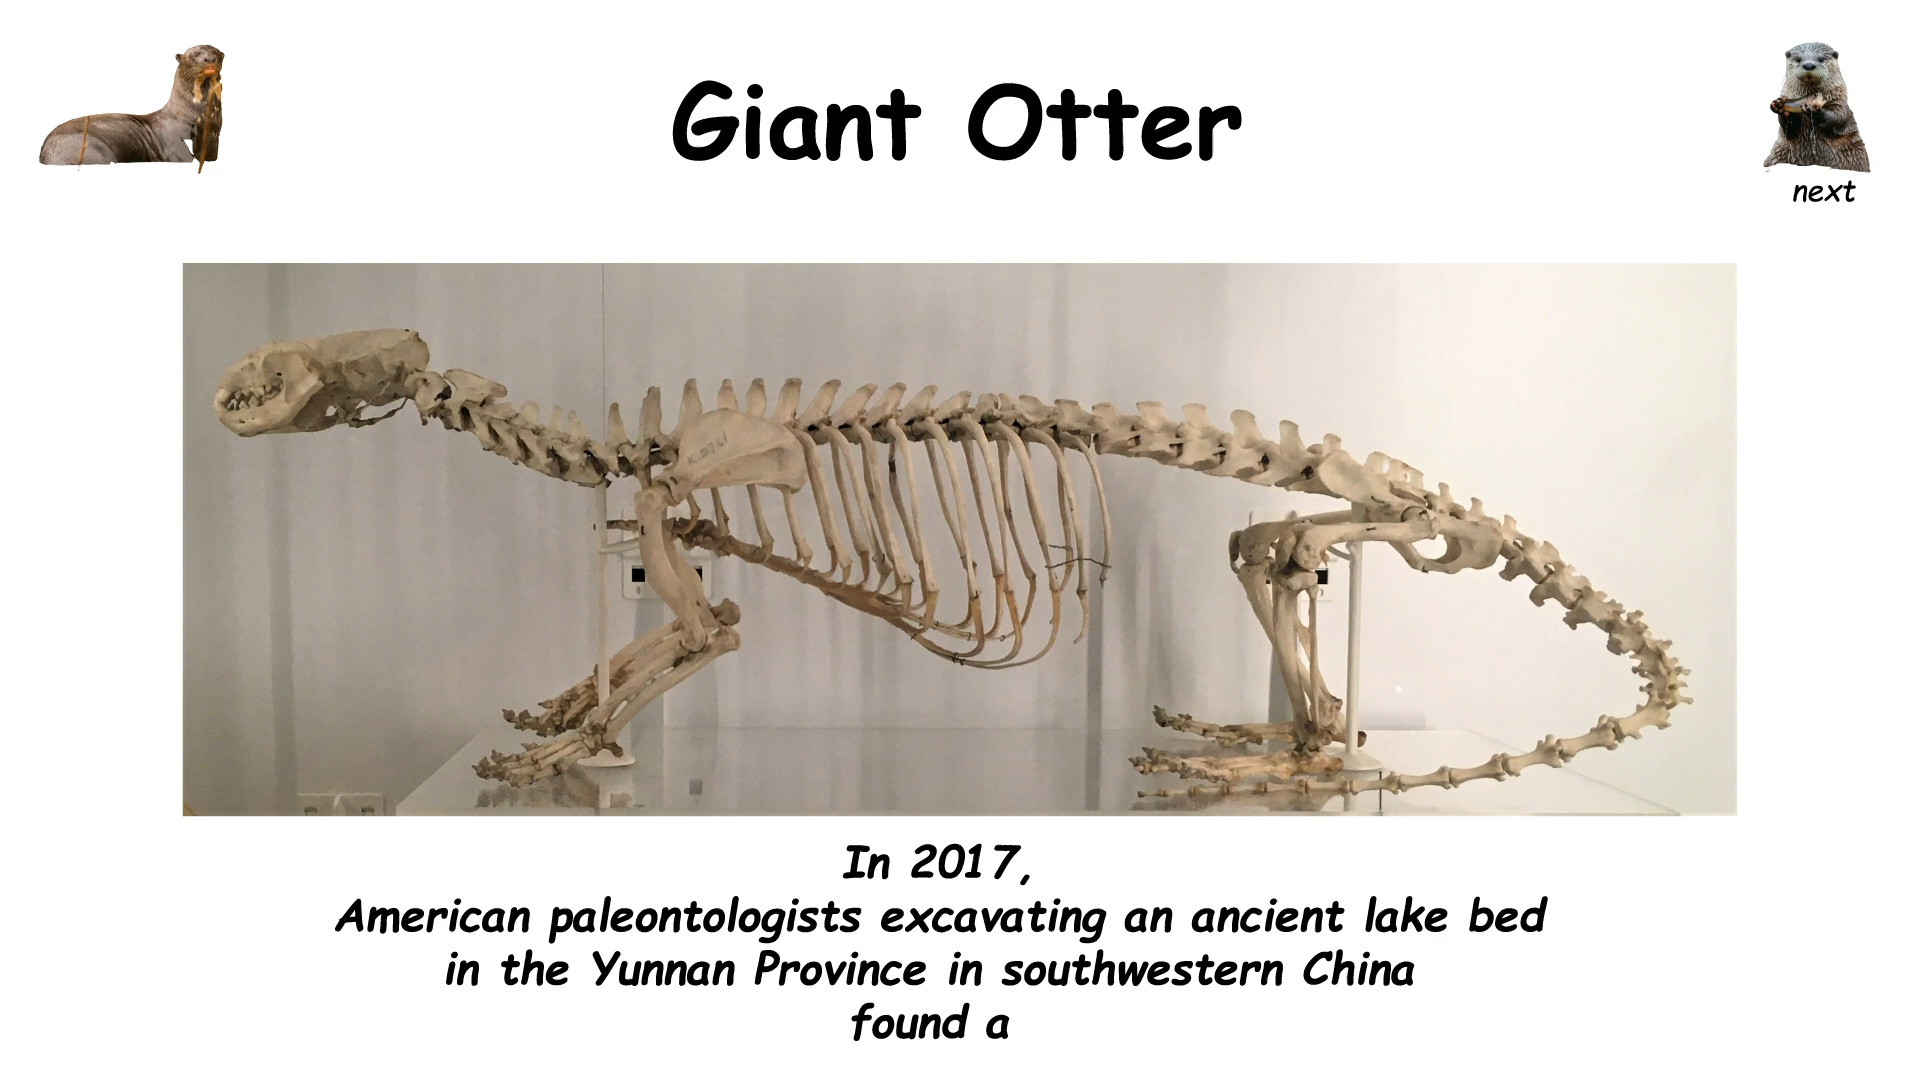 Giant Otter
next
In 2017,
American paleontologists excavating an ancient lake bed
in the Yunnan Province in southwestern China
found a